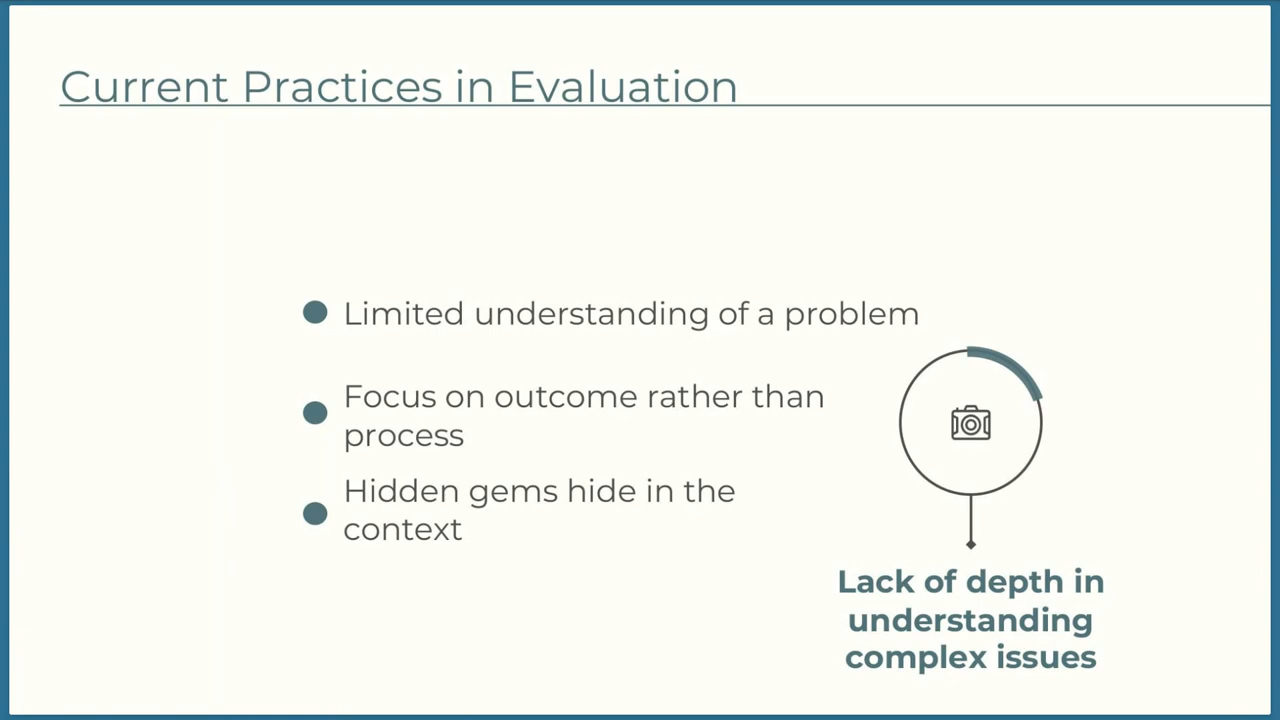 Current Practices in Evaluation
Limited understanding of a problem
Focus on outcome rather than
process
Hidden gems hide in the
context
Lack of depth in
understanding
complex issues